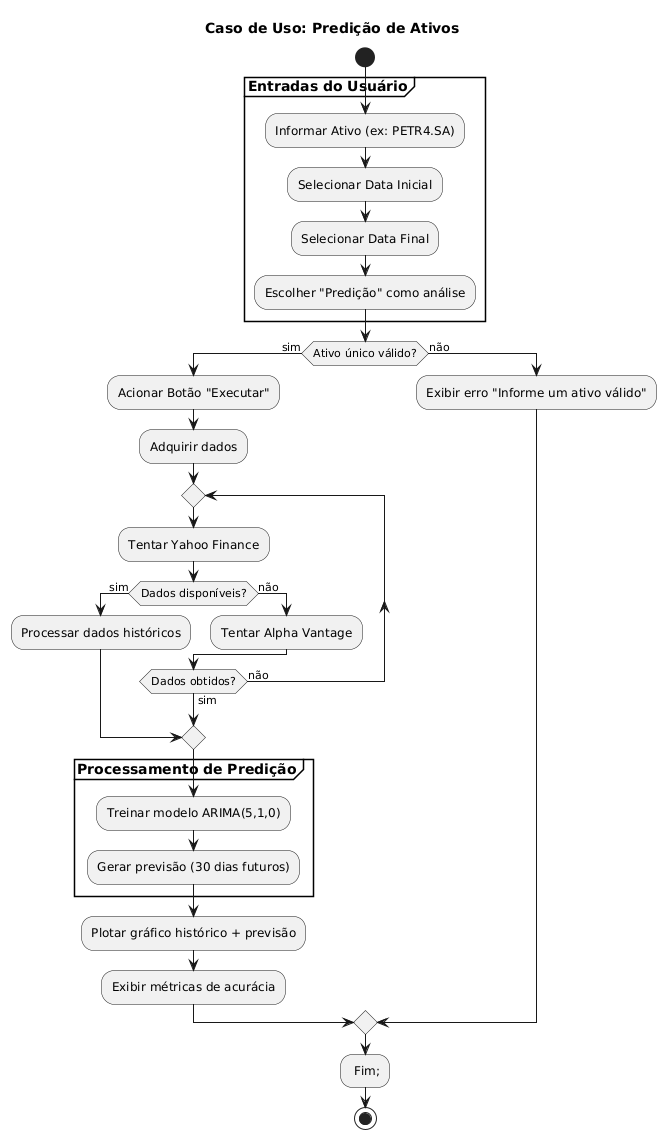 Caso de Uso: Predição de Ativos
Entradas do Usuário
Informar Ativo (ex: PETR4.SA)
Selecionar Data Inicial
Selecionar Data Final
Escolher "Predição" como análise
sim
Ativo único válido?
não
Acionar Botão "Executar"
Exibir erro "Informe um ativo válido"
Adquirir dados
Tentar Yahoo Finance
sim
Dados disponíveis?
não
Processar dados históricos
Tentar Alpha Vantage
Dados obtidos?
não
sim
Processamento de Predição
Treinar modelo ARIMA(5,1,0)
Gerar previsão (30 dias futuros)
Plotar gráfico histórico + previsão
Exibir métricas de acurácia
Fim;